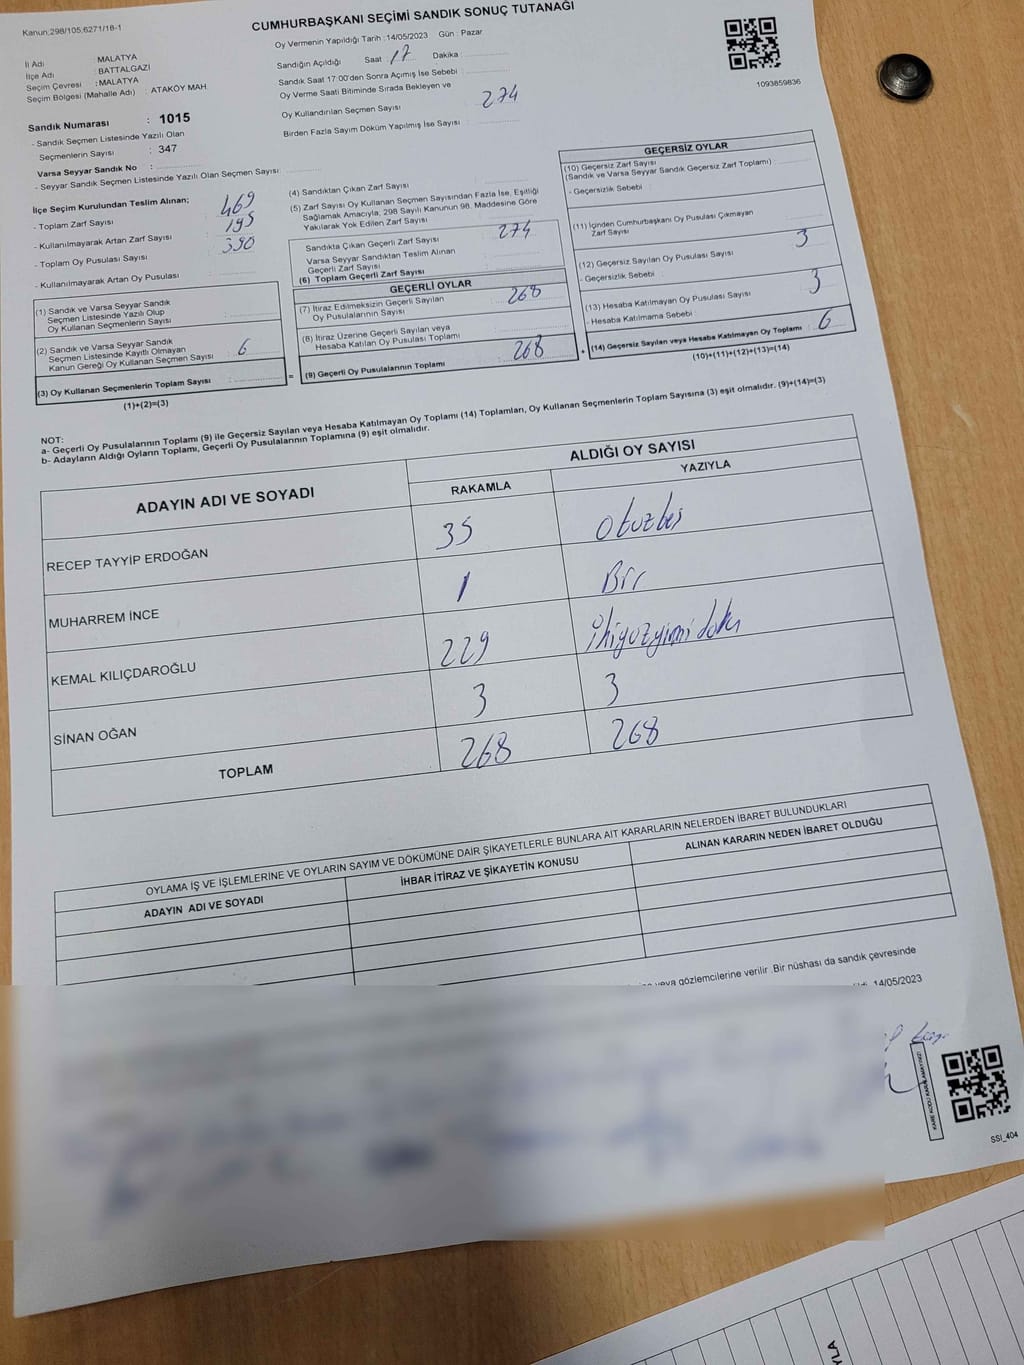 Kanun;298/105;6271/18-1
CUMHURBAŞKANI SEÇİMİ SANDIK SONUÇ TUTANAĞI
İl Adı : MALATYA
İlçe Adı : BATTALGAZİ
Seçim Çevresi : MALATYA
Seçim Bölgesi (Mahalle Adı) : ATAKÖY MAH.
Oy Vermenin Yapıldığı Tarih :14/05/2023 Gün : Pazar
Sandığın Açıldığı Saat 17 Dakika
Sandık Saat 17:00'den Sonra Açımış İse Sebebi :
Oy Verme Saati Bitiminde Sırada Bekleyen ve
Oy Kullandırılan Seçmen Sayısı : 274
Birden Fazla Sayım Döküm Yapılmış İse Sayısı :
1093859836
Sandık Numarası : 1015
- Sandık Seçmen Listesinde Yazılı Olan
Seçmenlerin Sayısı : 347
Varsa Seyyar Sandık No :
- Seyyar Sandık Seçmen Listesinde Yazılı Olan Seçmen Sayısı:
İlçe Seçim Kurulundan Teslim Alınan;
- Toplam Zarf Sayısı : 469
- Kullanılmayarak Artan Zarf Sayısı : 195
- Toplam Oy Pusulası Sayısı : 390
- Kullanılmayarak Artan Oy Pusulası :
(1) Sandık ve Varsa Seyyar Sandık
Seçmen Listesinde Yazılı Olup
Oy Kullanan Seçmenlerin Sayısı :
(2) Sandık ve Varsa Seyyar Sandık
Seçmen Listesinde Kayıtlı Olmayan
Kanun Gereği Oy Kullanan Seçmen Sayısı : 6
(3) Oy Kullanan Seçmenlerin Toplam Sayısı :
(1)+(2)=(3)
(4) Sandıktan Çıkan Zarf Sayısı
(5) Zarf Sayısı Oy Kullanan Seçmen Sayısından Fazla İse, Eşitliği
Sağlamak Amacıyla, 298 Sayılı Kanunun 98. Maddesine Göre
Yakılarak Yok Edilen Zarf Sayısı :
Sandıkta Çıkan Geçerli Zarf Sayısı : 274
Varsa Seyyar Sandıktan Teslim Alınan
Geçerli Zarf Sayısı :
(6) Toplam Geçerli Zarf Sayısı :
GEÇERLİ OYLAR
(7) İtiraz Edilmeksizin Geçerli Sayılan
Oy Pusulalarının Sayısı : 268
(8) İtiraz Üzerine Geçerli Sayılan veya
Hesaba Katılan Oy Pusulası Toplamı :
(9) Geçerli Oy Pusulalarının Toplamı : 268
GEÇERSİZ OYLAR
(10) Geçersiz Zarf Sayısı
(Sandık ve Varsa Seyyar Sandık Geçersiz Zarf Toplamı) :
- Geçersizlik Sebebi :
(11) İçinden Cumhurbaşkanı Oy Pusulası Çıkmayan
Zarf Sayısı :
(12) Geçersiz Sayılan Oy Pusulası Sayısı : 3
- Geçersizlik Sebebi :
(13) Hesaba Katılmayan Oy Pusulası Sayısı : 3
- Hesaba Katılmama Sebebi :
(14) Geçersiz Sayılan veya Hesaba Katılmayan Oy Toplamı : 6
(10)+(11)+(12)+(13)=(14)
NOT:
a- Geçerli Oy Pusulalarının Toplamı (9) ile Geçersiz Sayılan veya Hesaba Katılmayan Oy Toplamı (14) Toplamları, Oy Kullanan Seçmenlerin Toplam Sayısına (3) eşit olmalıdır. (9)+(14)=(3)
b- Adayların Aldığı Oyların Toplamı, Geçerli Oy Pusulalarının Toplamına (9) eşit olmalıdır.
ADAYIN ADI VE SOYADI
ALDIĞI OY SAYISI
RAKAMLA YAZIYLA
RECEP TAYYİP ERDOĞAN 35 otuzbeş
MUHARREM İNCE 1 Bir
KEMAL KILIÇDAROĞLU 229
SİNAN OĞAN 3 3
TOPLAM 268 268
OYLAMA İŞ VE İŞLEMLERİNE VE OYLARIN SAYIM VE DÖKÜMÜNE DAİR ŞİKAYETLERLE BUNLARA AİT KARARLARIN NELERDEN İBARET BULUNDUKLARI
ADAYIN ADI VE SOYADI İHBAR İTİRAZ VE ŞİKAYETİN KONUSU ALINAN KARARIN NEDEN İBARET OLDUĞU
veya gözlemcilerine verilir .Bir nüshası da sandık çevresinde
14/05/2023
SSI_404